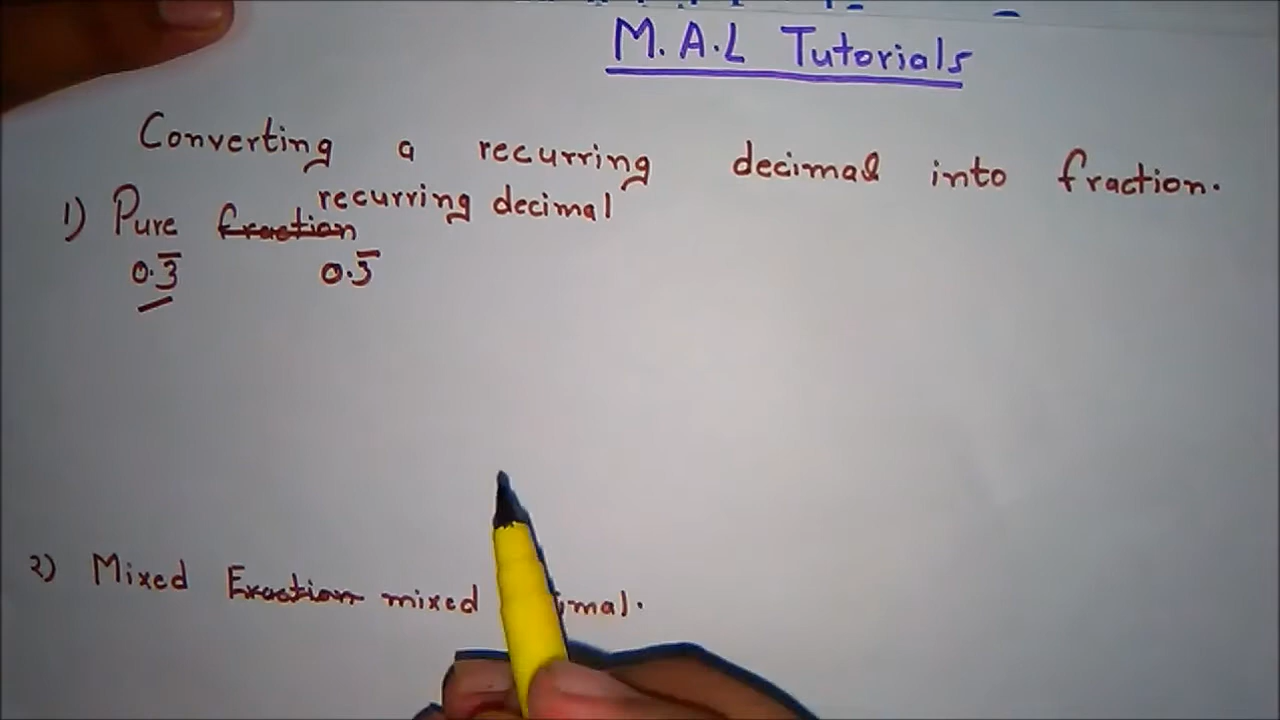 M.A.L Tutorials
Converting a recurring decimal into fraction.
1) Pure fraction recurring decimal
0.3̅ 0.5̅
2) Mixed Fraction mixed imal.